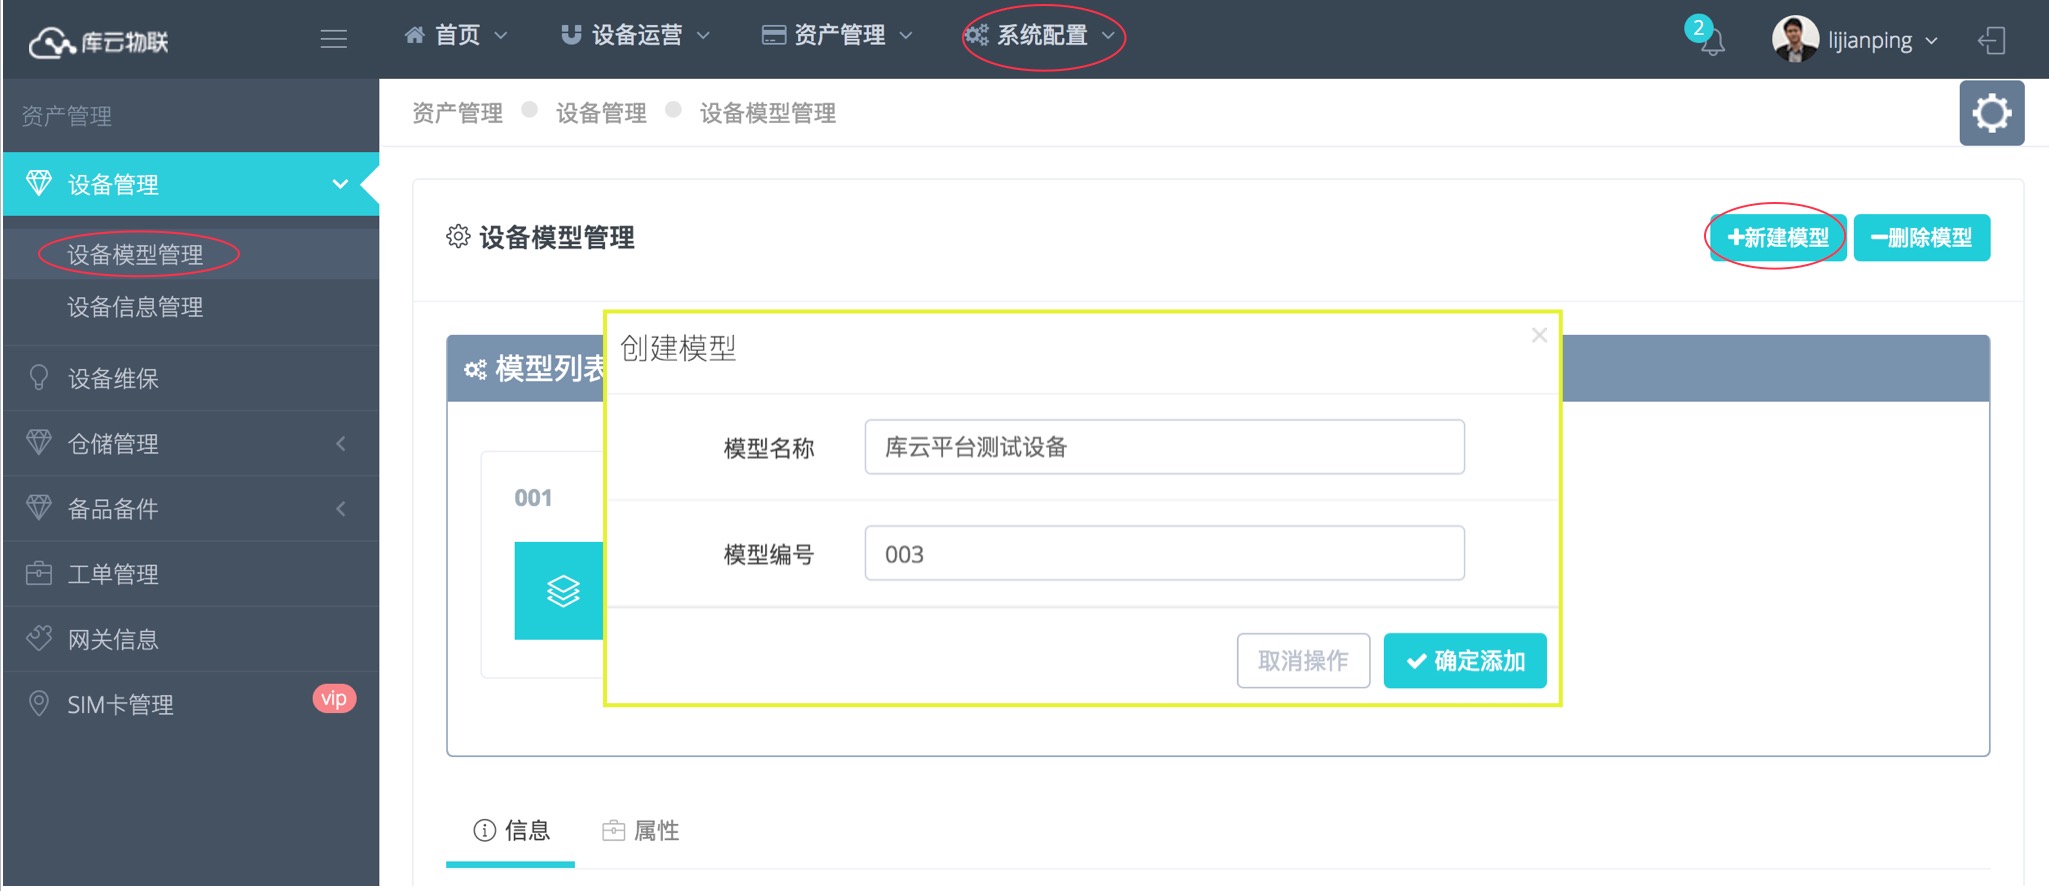 库云物联
首页
设备运营
资产管理
系统配置
2
lijianping
资产管理
设备管理
设备模型管理
设备信息管理
设备维保
仓储管理
备品备件
工单管理
网关信息
SIM卡管理
vip
资产管理
设备管理
设备模型管理
设备模型管理
+新建模型
−删除模型
模型列表
001
创建模型
×
模型名称
库云平台测试设备
模型编号
003
取消操作
确定添加
信息
属性